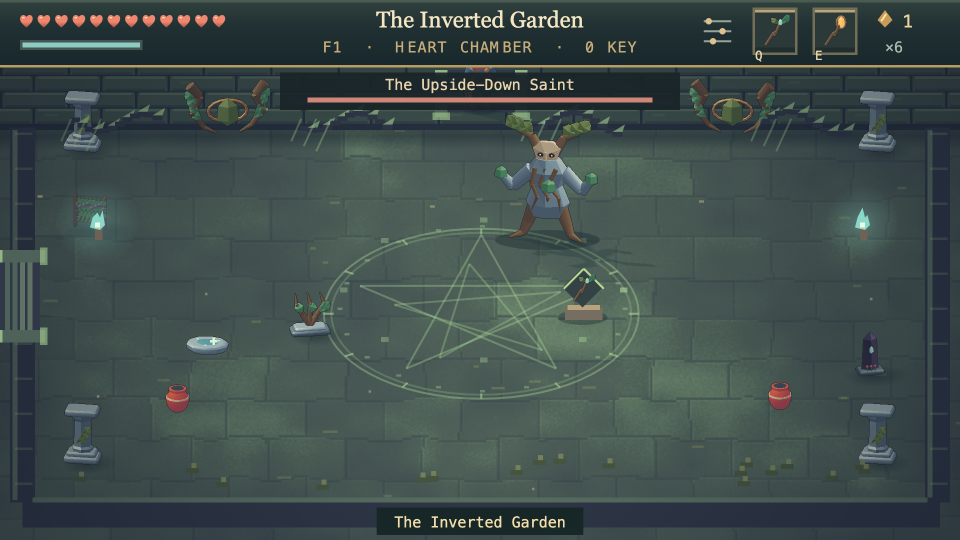 The Inverted Garden
F1 · HEART CHAMBER · 0 KEY
Q
E
1
×6
The Upside-Down Saint
The Inverted Garden